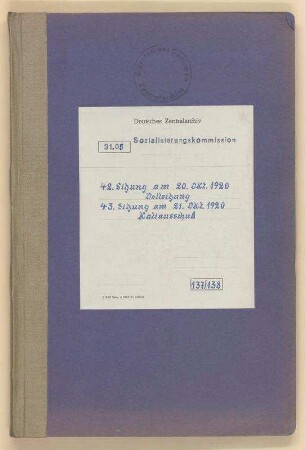 Deutsches Zentralarchiv
31.05 Sozialisierungskommission
42. Sitzung am 20. Okt. 1920
Vollsitzung
43. Sitzung am 21. Okt. 1920
Kaliausschuß
137/138